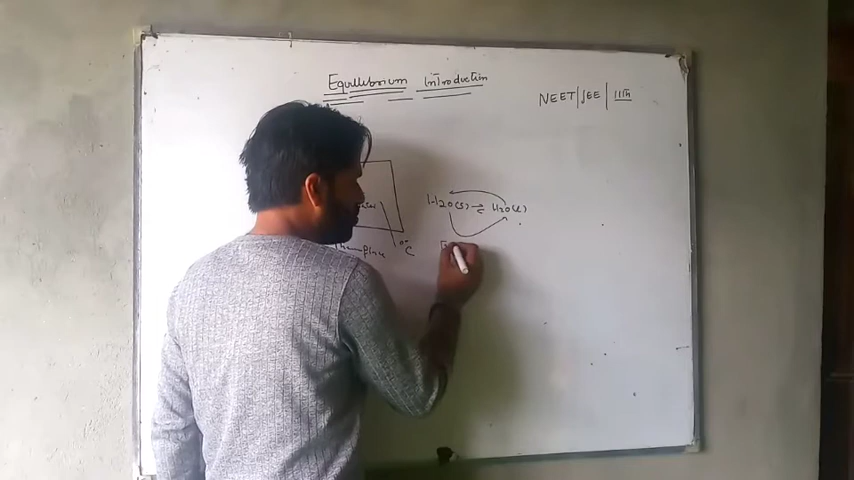 Equilibrium Introduction
NEET/JEE/11th
H2O(s) ⇌ H2O(l)
0°C